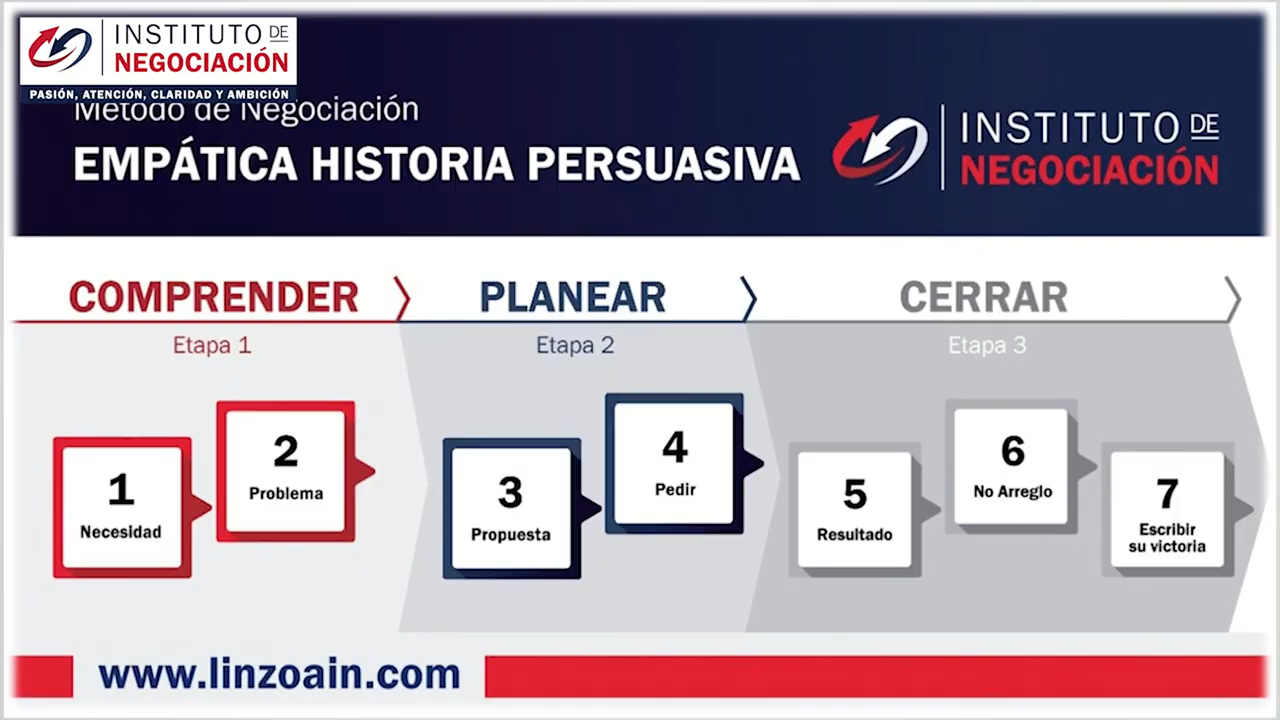 INSTITUTO DE
NEGOCIACIÓN
PASIÓN, ATENCIÓN, CLARIDAD Y AMBICIÓN
Método de Negociación
EMPÁTICA HISTORIA PERSUASIVA
INSTITUTO DE
NEGOCIACIÓN
COMPRENDER
PLANEAR
CERRAR
Etapa 1
Etapa 2
Etapa 3
1
Necesidad
2
Problema
3
Propuesta
4
Pedir
5
Resultado
6
No Arreglo
7
Escribir
su victoria
www.linzoain.com